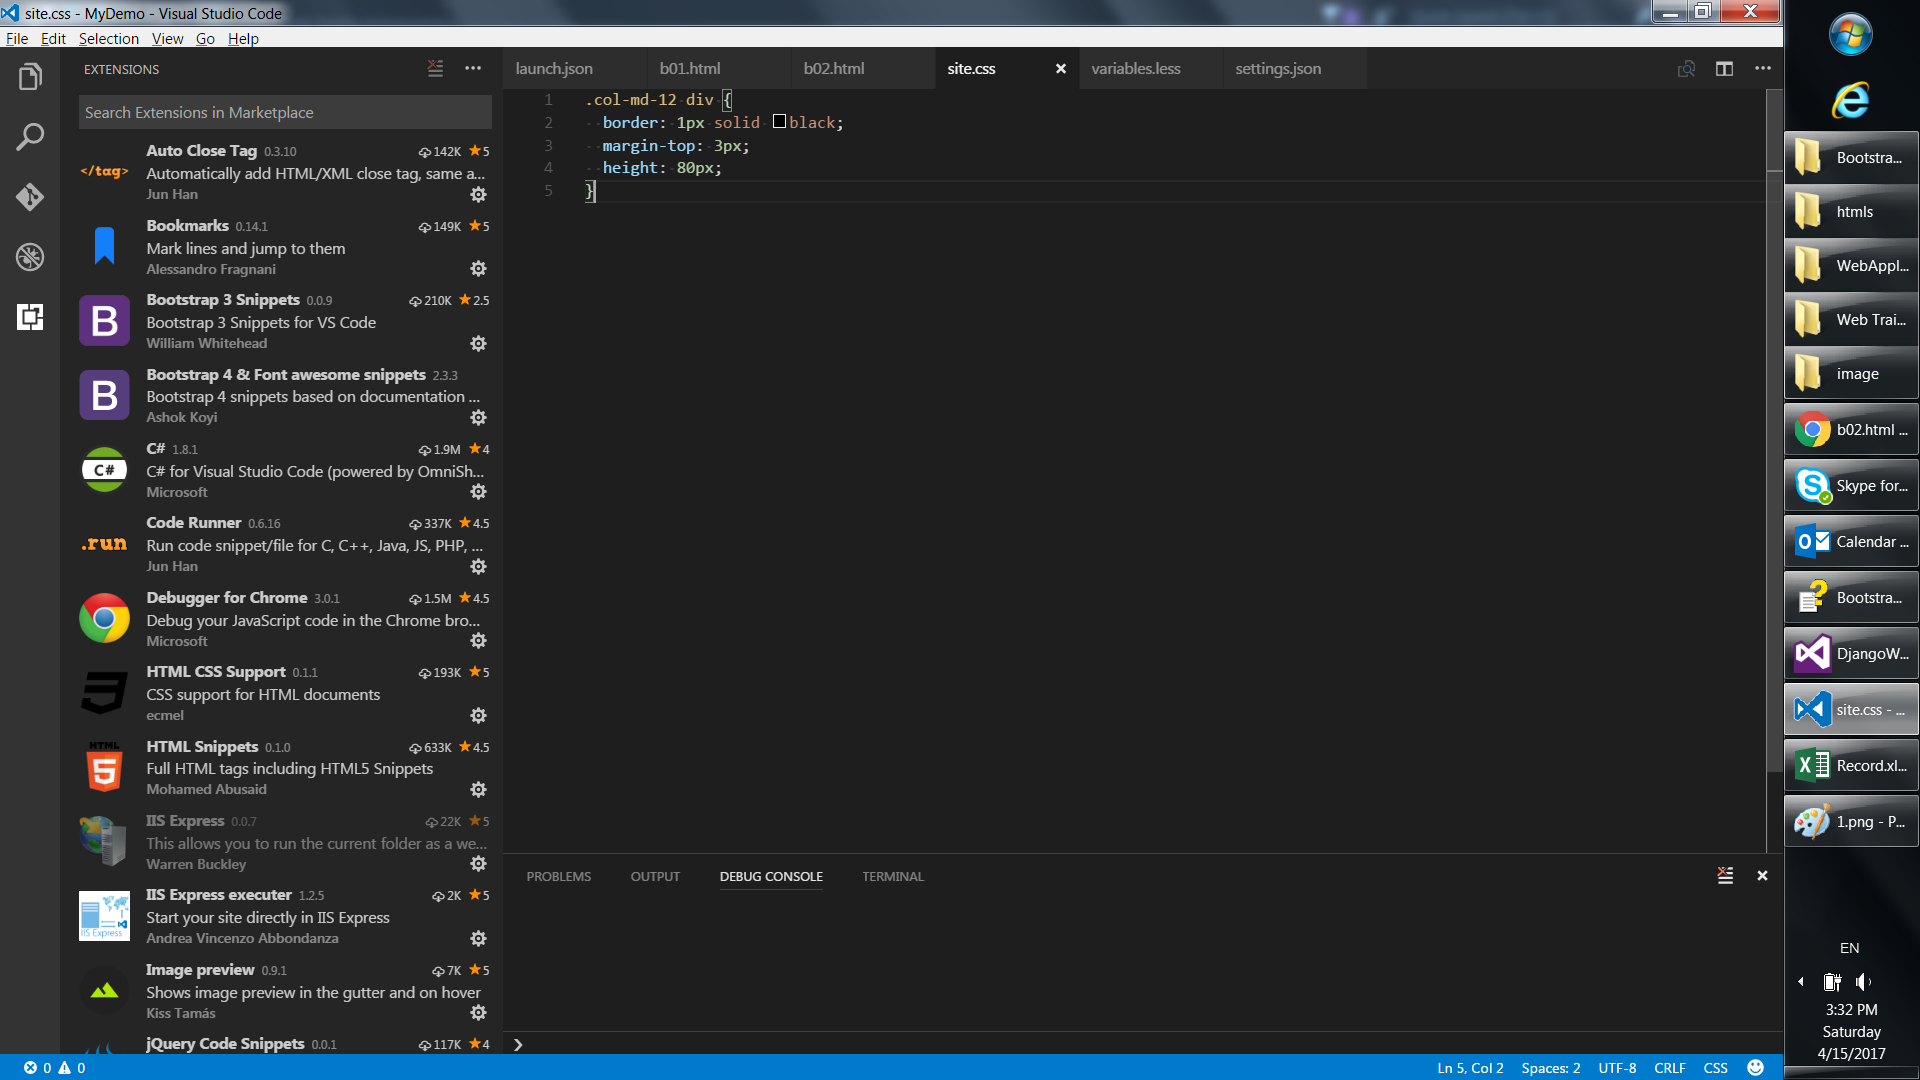 site.css - MyDemo - Visual Studio Code
File Edit Selection View Go Help
EXTENSIONS
Search Extensions in Marketplace
</tag>
Auto Close Tag 0.3.10 142K 5
Automatically add HTML/XML close tag, same a...
Jun Han
Bookmarks 0.14.1 149K 5
Mark lines and jump to them
Alessandro Fragnani
B
Bootstrap 3 Snippets 0.0.9 210K 2.5
Bootstrap 3 Snippets for VS Code
William Whitehead
B
Bootstrap 4 & Font awesome snippets 2.3.3
Bootstrap 4 snippets based on documentation ...
Ashok Koyi
C#
C# 1.8.1 1.9M 4
C# for Visual Studio Code (powered by OmniSh...
Microsoft
.run
Code Runner 0.6.16 337K 4.5
Run code snippet/file for C, C++, Java, JS, PHP, ...
Jun Han
Debugger for Chrome 3.0.1 1.5M 4.5
Debug your JavaScript code in the Chrome bro...
Microsoft
HTML CSS Support 0.1.1 193K 5
CSS support for HTML documents
ecmel
HTML
5
HTML Snippets 0.1.0 633K 4.5
Full HTML tags including HTML5 Snippets
Mohamed Abusaid
IIS Express 0.0.7 22K 5
This allows you to run the current folder as a we...
Warren Buckley
IIS Express
IIS Express executer 1.2.5 2K 5
Start your site directly in IIS Express
Andrea Vincenzo Abbondanza
Image preview 0.9.1 7K 5
Shows image preview in the gutter and on hover
Kiss Tamás
jQuery Code Snippets 0.0.1 117K 4
launch.json b01.html b02.html site.css variables.less settings.json
1 .col-md-12 div {
2 border: 1px solid black;
3 margin-top: 3px;
4 height: 80px;
5 }
PROBLEMS OUTPUT DEBUG CONSOLE TERMINAL
0 0
Ln 5, Col 2 Spaces: 2 UTF-8 CRLF CSS
Bootstra...
htmls
WebAppl...
Web Trai...
image
b02.html ...
Skype for...
Calendar ...
Bootstra...
DjangoW...
site.css - ...
Record.xl...
1.png - P...
EN
3:32 PM
Saturday
4/15/2017